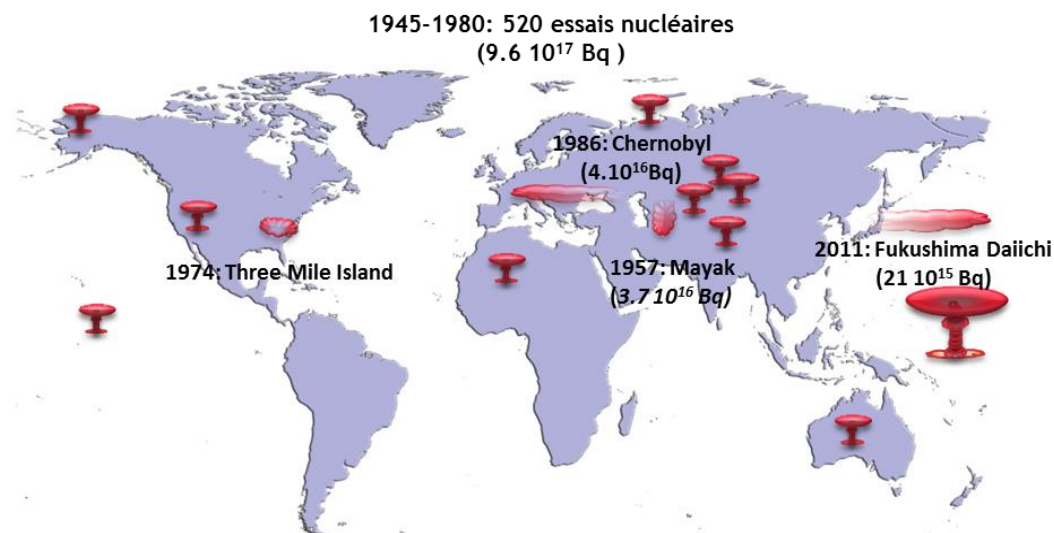 1945-1980: 520 essais nucléaires
(9.6 10¹⁷ Bq )
1986: Chernobyl
(4.10¹⁶Bq)
1974: Three Mile Island
1957: Mayak
(3.7 10¹⁶ Bq)
2011: Fukushima Daiichi
(21 10¹⁵ Bq)